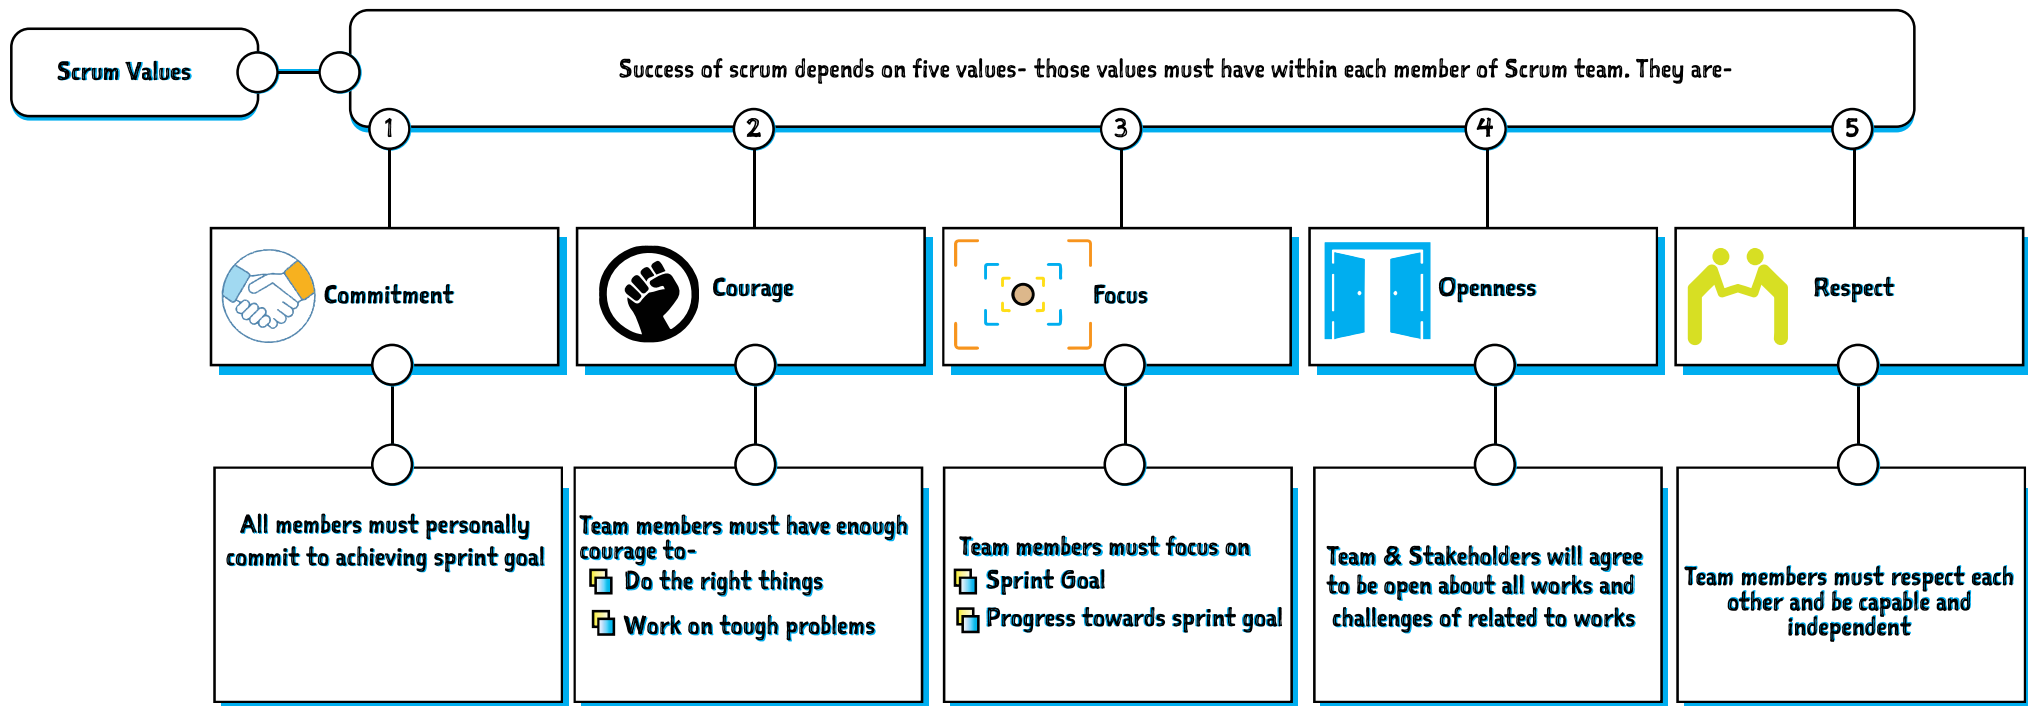 Scrum Values
Success of scrum depends on five values- those values must have within each member of Scrum team. They are-
1
2
3
4
5
Commitment
Courage
Focus
Openness
Respect
All members must personally
commit to achieving sprint goal
Team members must have enough
courage to-
Do the right things
Work on tough problems
Team members must focus on
Sprint Goal
Progress towards sprint goal
Team & Stakeholders will agree
to be open about all works and
challenges of related to works
Team members must respect each
other and be capable and
independent